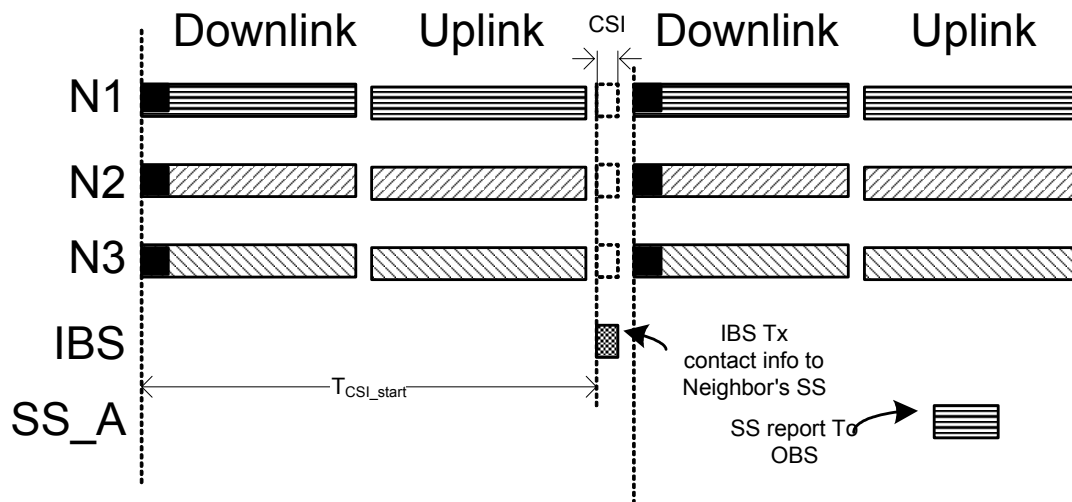 Downlink Uplink CSI Downlink Uplink
N1
N2
N3
IBS
IBS Tx
contact info to
Neighbor's SS
TCSI_start
SS_A
SS report To
OBS